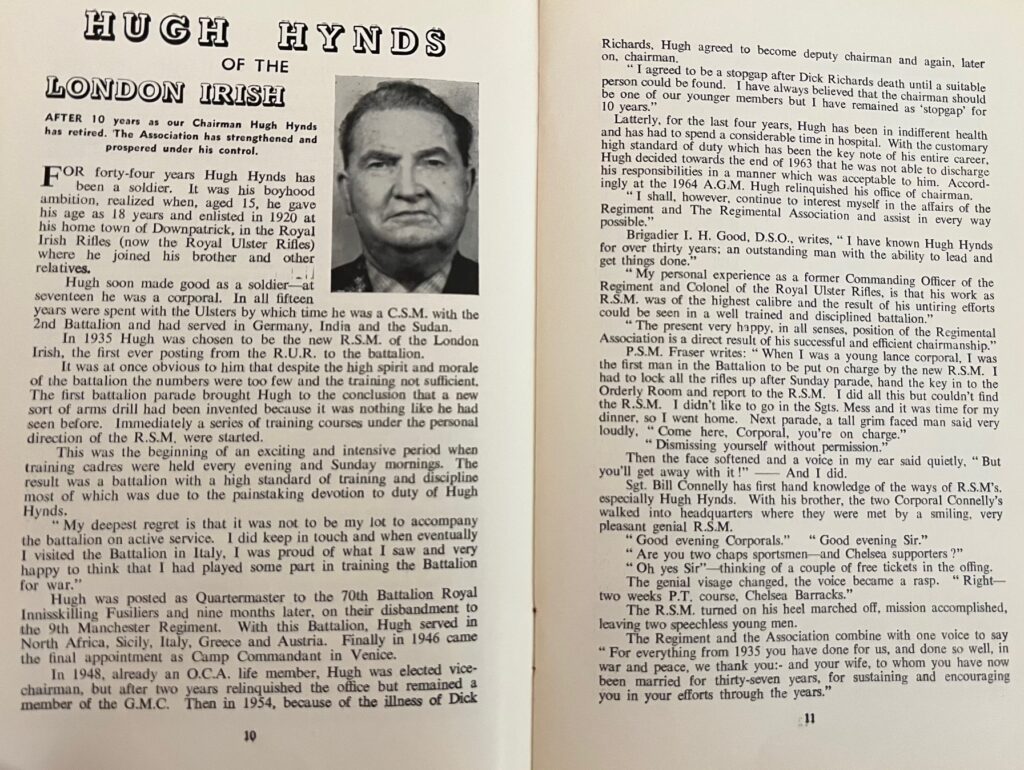 HUGH HYNDS
OF THE
LONDON IRISH
AFTER 10 years as our Chairman Hugh Hynds
has retired. The Association has strengthened and
prospered under his control.
FOR forty-four years Hugh Hynds has
been a soldier. It was his boyhood
ambition, realized when, aged 15, he gave
his age as 18 years and enlisted in 1920 at
his home town of Downpatrick, in the Royal
Irish Rifles (now the Royal Ulster Rifles)
where he joined his brother and other
relatives.
Hugh soon made good as a soldier—at
seventeen he was a corporal. In all fifteen
years were spent with the Ulsters by which time he was a C.S.M. with the
2nd Battalion and had served in Germany, India and the Sudan.
In 1935 Hugh was chosen to be the new R.S.M. of the London
Irish, the first ever posting from the R.U.R. to the battalion.
It was at once obvious to him that despite the high spirit and morale
of the battalion the numbers were too few and the training not sufficient.
The first battalion parade brought Hugh to the conclusion that a new
sort of arms drill had been invented because it was nothing like he had
seen before. Immediately a series of training courses under the personal
direction of the R.S.M. were started.
This was the beginning of an exciting and intensive period when
training cadres were held every evening and Sunday mornings. The
result was a battalion with a high standard of training and discipline
most of which was due to the painstaking devotion to duty of Hugh
Hynds.
" My deepest regret is that it was not to be my lot to accompany
the battalion on active service. I did keep in touch and when eventually
I visited the Battalion in Italy, I was proud of what I saw and very
happy to think that I had played some part in training the Battalion
for war."
Hugh was posted as Quartermaster to the 70th Battalion Royal
Innisskilling Fusiliers and nine months later, on their disbandment to
the 9th Manchester Regiment. With this Battalion, Hugh served in
North Africa, Sicily, Italy, Greece and Austria. Finally in 1946 came
the final appointment as Camp Commandant in Venice.
In 1948, already an O.C.A. life member, Hugh was elected vice-
chairman, but after two years relinquished the office but remained a
member of the G.M.C. Then in 1954, because of the illness of Dick
10
Richards, Hugh agreed to become deputy chairman and again, later
on, chairman.
" I agreed to be a stopgap after Dick Richards death until a suitable
person could be found. I have always believed that the chairman should
be one of our younger members but I have remained as 'stopgap' for
10 years."
Latterly, for the last four years, Hugh has been in indifferent health
and has had to spend a considerable time in hospital. With the customary
high standard of duty which has been the key note of his entire career,
Hugh decided towards the end of 1963 that he was not able to discharge
his responsibilities in a manner which was acceptable to him. Accord-
ingly at the 1964 A.G.M. Hugh relinquished his office of chairman.
" I shall, however, continue to interest myself in the affairs of the
Regiment and The Regimental Association and assist in every way
possible."
Brigadier I. H. Good, D.S.O., writes, " I have known Hugh Hynds
for over thirty years; an outstanding man with the ability to lead and
get things done."
" My personal experience as a former Commanding Officer of the
Regiment and Colonel of the Royal Ulster Rifles, is that his work as
R.S.M. was of the highest calibre and the result of his untiring efforts
could be seen in a well trained and disciplined battalion."
" The present very happy, in all senses, position of the Regimental
Association is a direct result of his successful and efficient chairmanship."
P.S.M. Fraser writes: " When I was a young lance corporal, I was
the first man in the Battalion to be put on charge by the new R.S.M. I
had to lock all the rifles up after Sunday parade, hand the key in to the
Orderly Room and report to the R.S.M. I did all this but couldn't find
the R.S.M. I didn't like to go in the Sgts. Mess and it was time for my
dinner, so I went home. Next parade, a tall grim faced man said very
loudly, " Come here, Corporal, you're on charge."
" Dismissing yourself without permission."
Then the face softened and a voice in my ear said quietly, " But
you'll get away with it!" —— And I did.
Sgt. Bill Connelly has first hand knowledge of the ways of R.S.M's.
especially Hugh Hynds. With his brother, the two Corporal Connelly's
walked into headquarters where they were met by a smiling, very
pleasant genial R.S.M.
" Good evening Corporals." " Good evening Sir."
" Are you two chaps sportsmen—and Chelsea supporters ?"
" Oh yes Sir"—thinking of a couple of free tickets in the offing.
The genial visage changed, the voice became a rasp. " Right—
two weeks P.T. course, Chelsea Barracks."
The R.S.M. turned on his heel marched off, mission accomplished,
leaving two speechless young men.
The Regiment and the Association combine with one voice to say
" For everything from 1935 you have done for us, and done so well, in
war and peace, we thank you:- and your wife, to whom you have now
been married for thirty-seven years, for sustaining and encouraging
you in your efforts through the years."
11